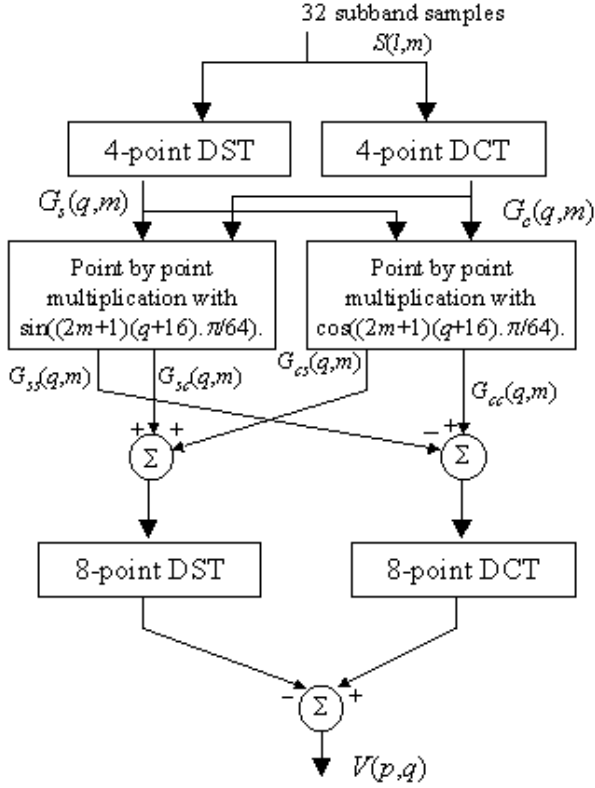 32 subband samples
S(l,m)
4-point DST
4-point DCT
Gs(q,m)
Gc(q,m)
Point by point
multiplication with
sin((2m+1)(q+16).π/64).
Point by point
multiplication with
cos((2m+1)(q+16).π/64).
Gss(q,m)
Gsc(q,m)
Gcs(q,m)
Gcc(q,m)
+ +
− +
Σ
Σ
8-point DST
8-point DCT
− +
Σ
V(p,q)